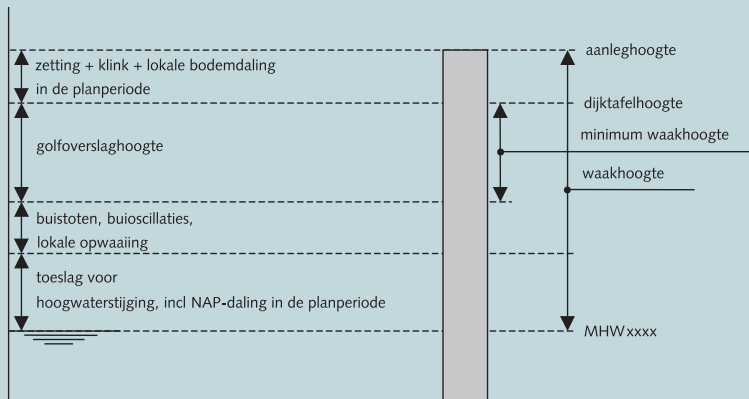 aanleghoogte
zetting + klink + lokale bodemdaling
in de planperiode
dijktafelhoogte
minimum waakhoogte
golfoverslaghoogte
waakhoogte
buistoten, buioscillaties,
lokale opwaaiing
toeslag voor
hoogwaterstijging, incl NAP-daling in de planperiode
MHWxxxx